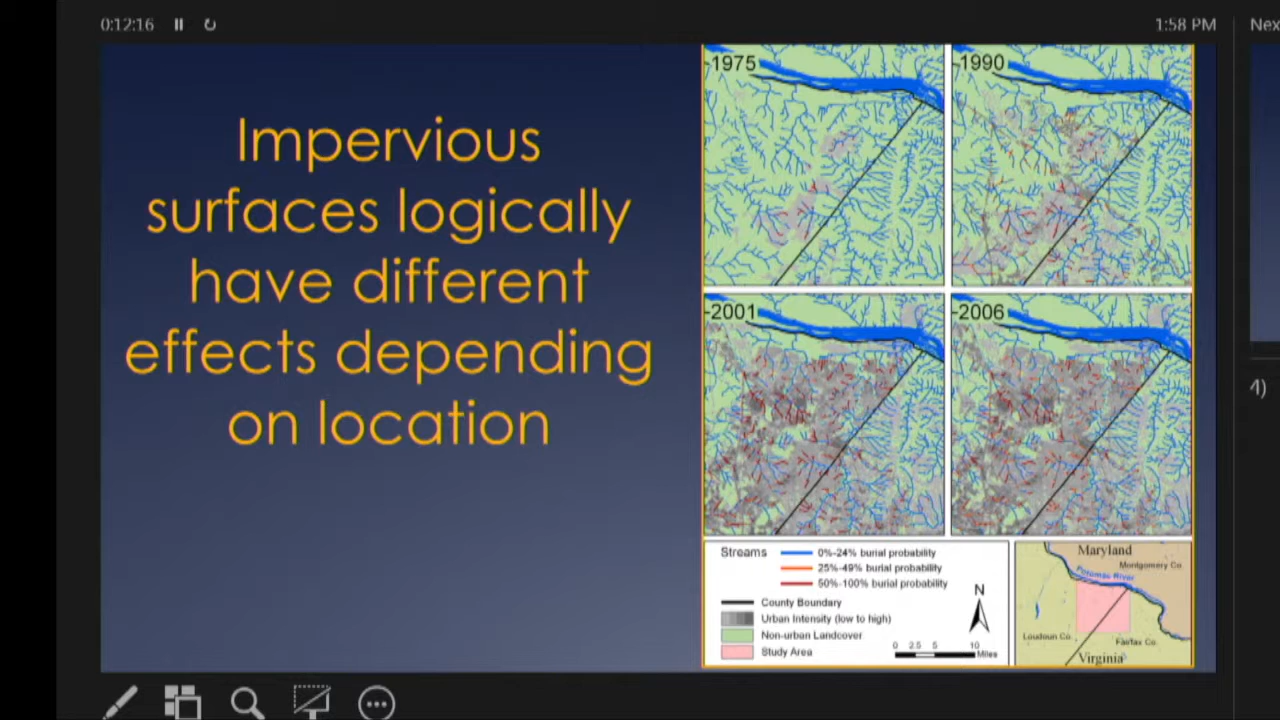 0:12:16
1:58 PM
Nex
Impervious
surfaces logically
have different
effects depending
on location
1975
1990
2001
2006
4)
Streams
0%-24% burial probability
25%-49% burial probability
50%-100% burial probability
County Boundary
Urban Intensity (low to high)
Non-urban Landcover
Study Area
N
0 2.5 5 10
Miles
Maryland
Montgomery Co.
Potomac River
Loudoun Co.
Fairfax Co.
Virginia